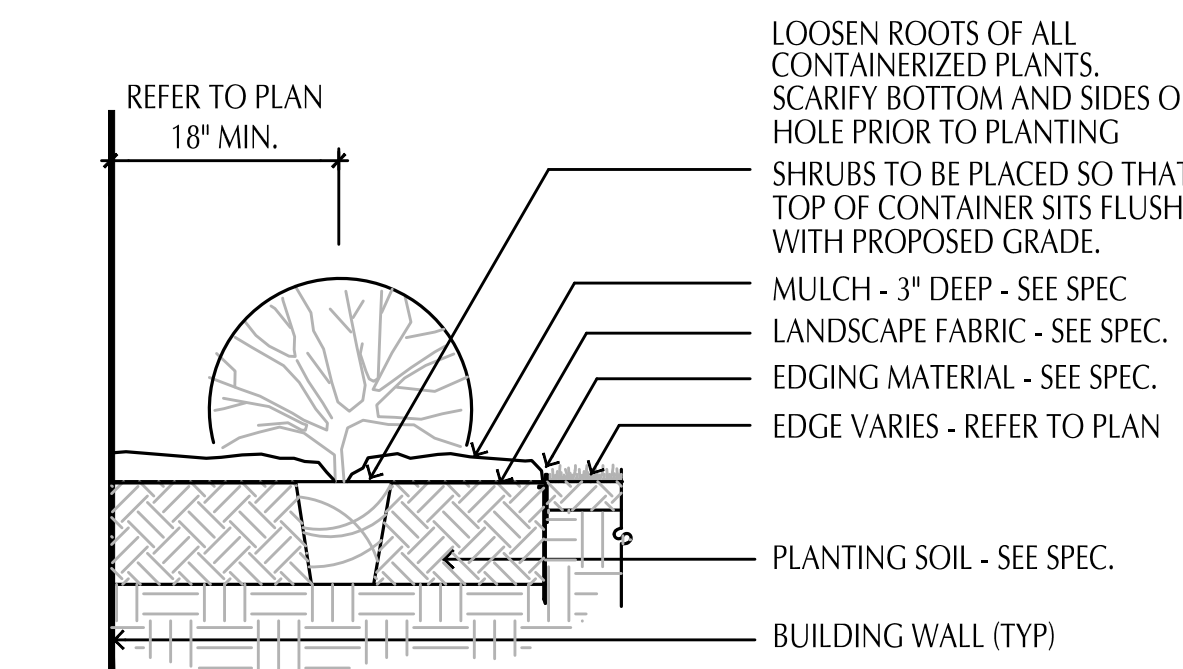 REFER TO PLAN
18" MIN.
LOOSEN ROOTS OF ALL
CONTAINERIZED PLANTS.
SCARIFY BOTTOM AND SIDES O
HOLE PRIOR TO PLANTING
SHRUBS TO BE PLACED SO THAT
TOP OF CONTAINER SITS FLUSH
WITH PROPOSED GRADE.
MULCH - 3" DEEP - SEE SPEC
LANDSCAPE FABRIC - SEE SPEC.
EDGING MATERIAL - SEE SPEC.
EDGE VARIES - REFER TO PLAN
PLANTING SOIL - SEE SPEC.
BUILDING WALL (TYP)